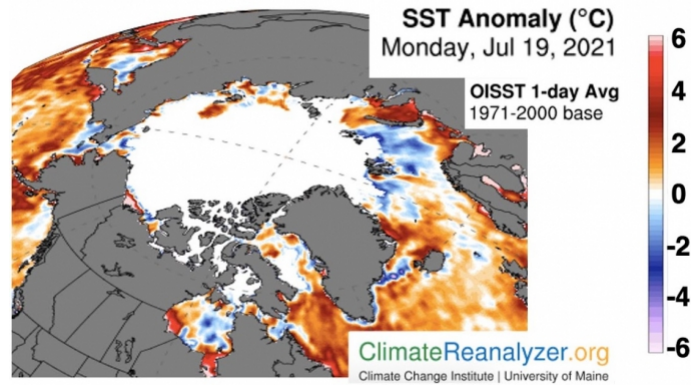 SST Anomaly (°C)
Monday, Jul 19, 2021
OISST 1-day Avg
1971-2000 base
6
4
2
0
-2
-4
-6
ClimateReanalyzer.org
Climate Change Institute | University of Maine